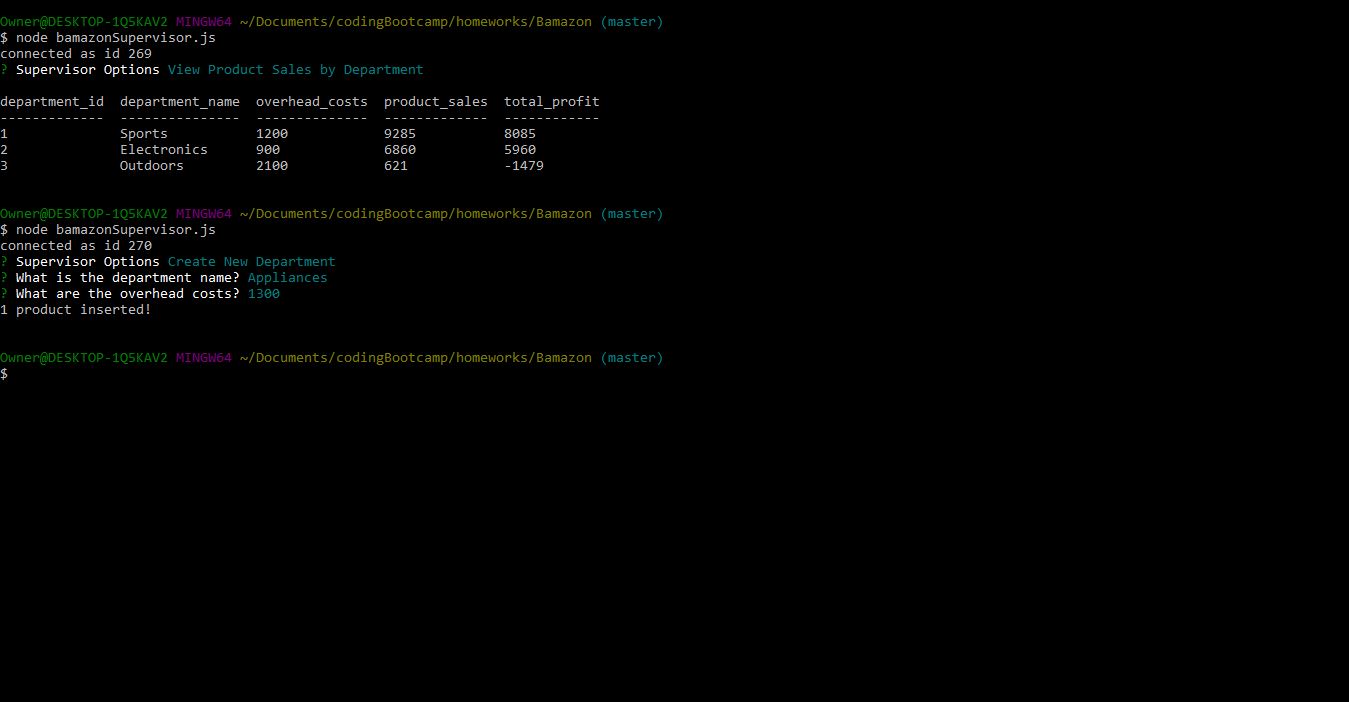 Owner@DESKTOP-1Q5KAV2 MINGW64 ~/Documents/codingBootcamp/homeworks/Bamazon (master)
$ node bamazonSupervisor.js
connected as id 269
? Supervisor Options View Product Sales by Department
department_id  department_name  overhead_costs  product_sales  total_profit
-------------  ---------------  --------------  -------------  ------------
1              Sports           1200            9285           8085
2              Electronics      900             6860           5960
3              Outdoors         2100            621            -1479
Owner@DESKTOP-1Q5KAV2 MINGW64 ~/Documents/codingBootcamp/homeworks/Bamazon (master)
$ node bamazonSupervisor.js
connected as id 270
? Supervisor Options Create New Department
? What is the department name? Appliances
? What are the overhead costs? 1300
1 product inserted!
Owner@DESKTOP-1Q5KAV2 MINGW64 ~/Documents/codingBootcamp/homeworks/Bamazon (master)
$